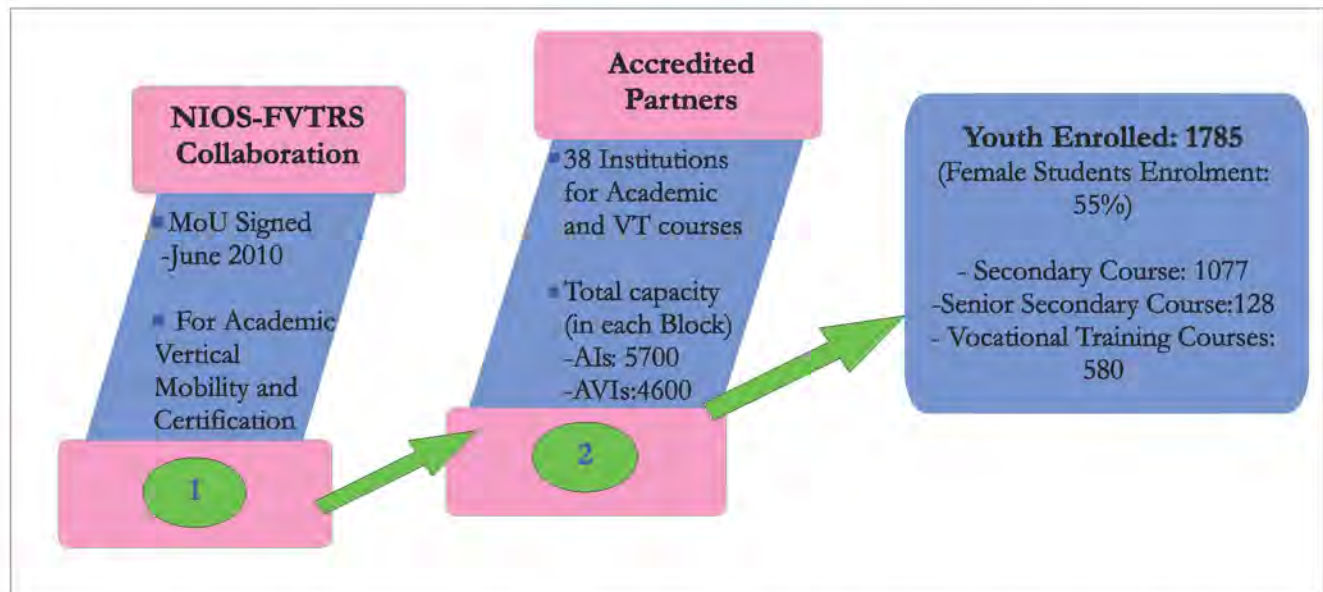 NIOS-FVTRS
Collaboration
▪ MoU Signed
-June 2010
▪ For Academic
Vertical
Mobility and
Certification
1
Accredited
Partners
▪ 38 Institutions
for Academic
and VT courses
▪ Total capacity
(in each Block)
-AIs: 5700
-AVIs:4600
2
Youth Enrolled: 1785
(Female Students Enrolment:
55%)
- Secondary Course: 1077
-Senior Secondary Course:128
- Vocational Training Courses:
580